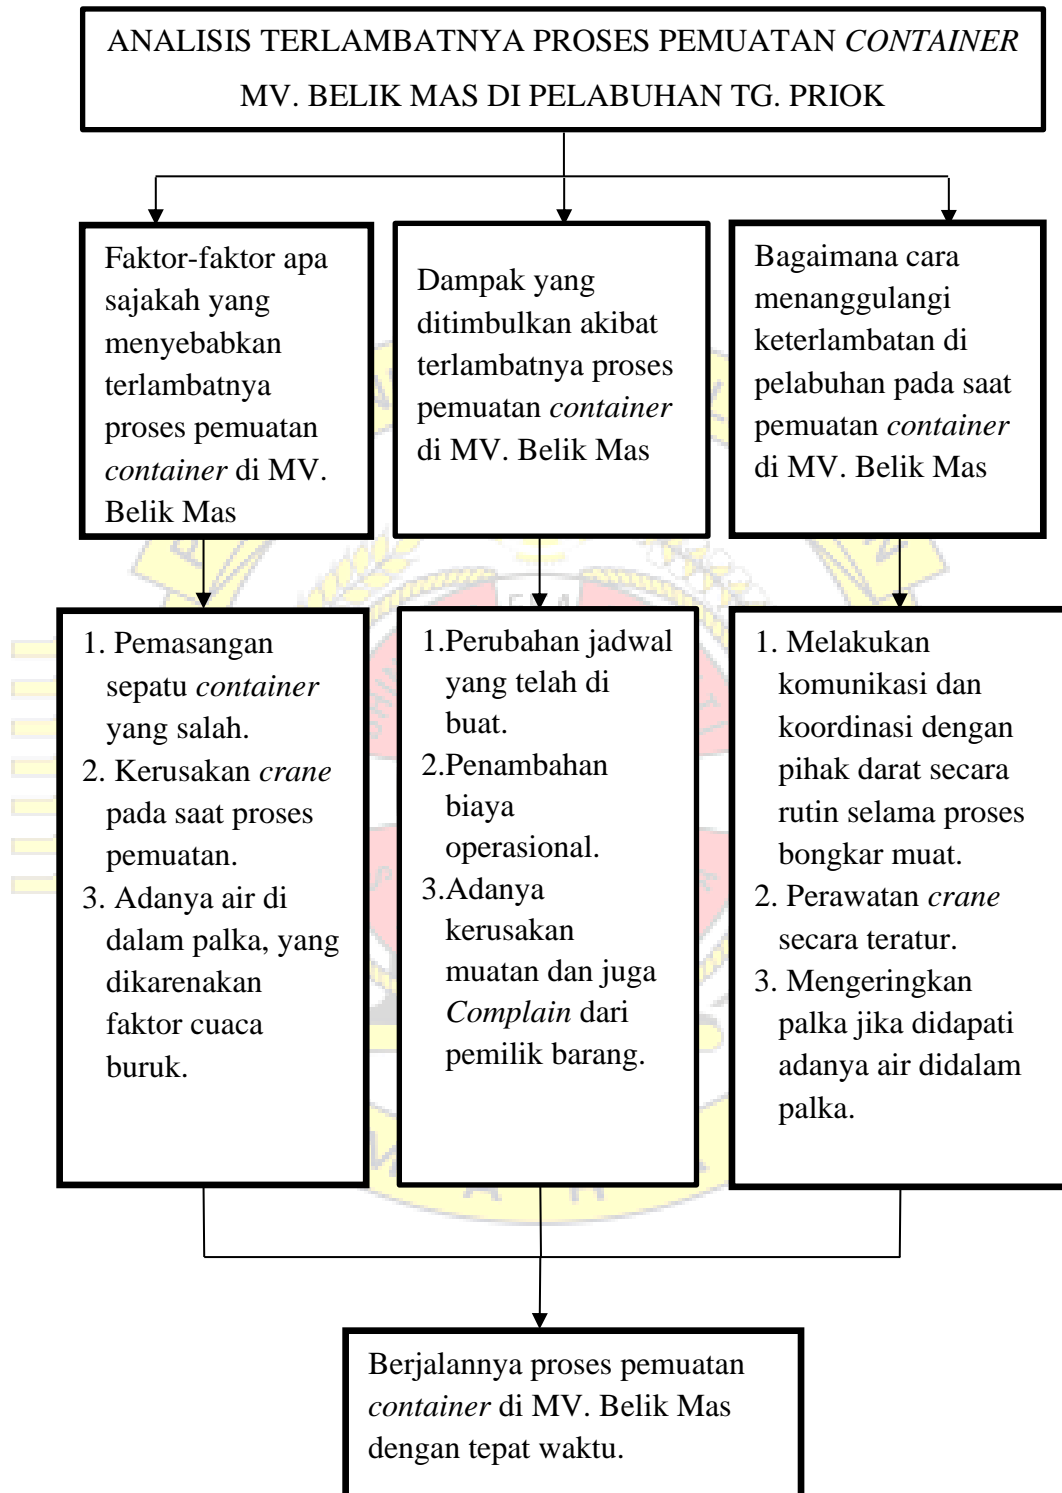 ANALISIS TERLAMBATNYA PROSES PEMUATAN CONTAINER
MV. BELIK MAS DI PELABUHAN TG. PRIOK
Faktor-faktor apa
sajakah yang
menyebabkan
terlambatnya
proses pemuatan
container di MV.
Belik Mas
Dampak yang
ditimbulkan akibat
terlambatnya proses
pemuatan container
di MV. Belik Mas
Bagaimana cara
menanggulangi
keterlambatan di
pelabuhan pada saat
pemuatan container
di MV. Belik Mas
1. Pemasangan
sepatu container
yang salah.
2. Kerusakan crane
pada saat proses
pemuatan.
3. Adanya air di
dalam palka, yang
dikarenakan
faktor cuaca
buruk.
1.Perubahan jadwal
yang telah di
buat.
2.Penambahan
biaya
operasional.
3.Adanya
kerusakan
muatan dan juga
Complain dari
pemilik barang.
1. Melakukan
komunikasi dan
koordinasi dengan
pihak darat secara
rutin selama proses
bongkar muat.
2. Perawatan crane
secara teratur.
3. Mengeringkan
palka jika didapati
adanya air didalam
palka.
Berjalannya proses pemuatan
container di MV. Belik Mas
dengan tepat waktu.